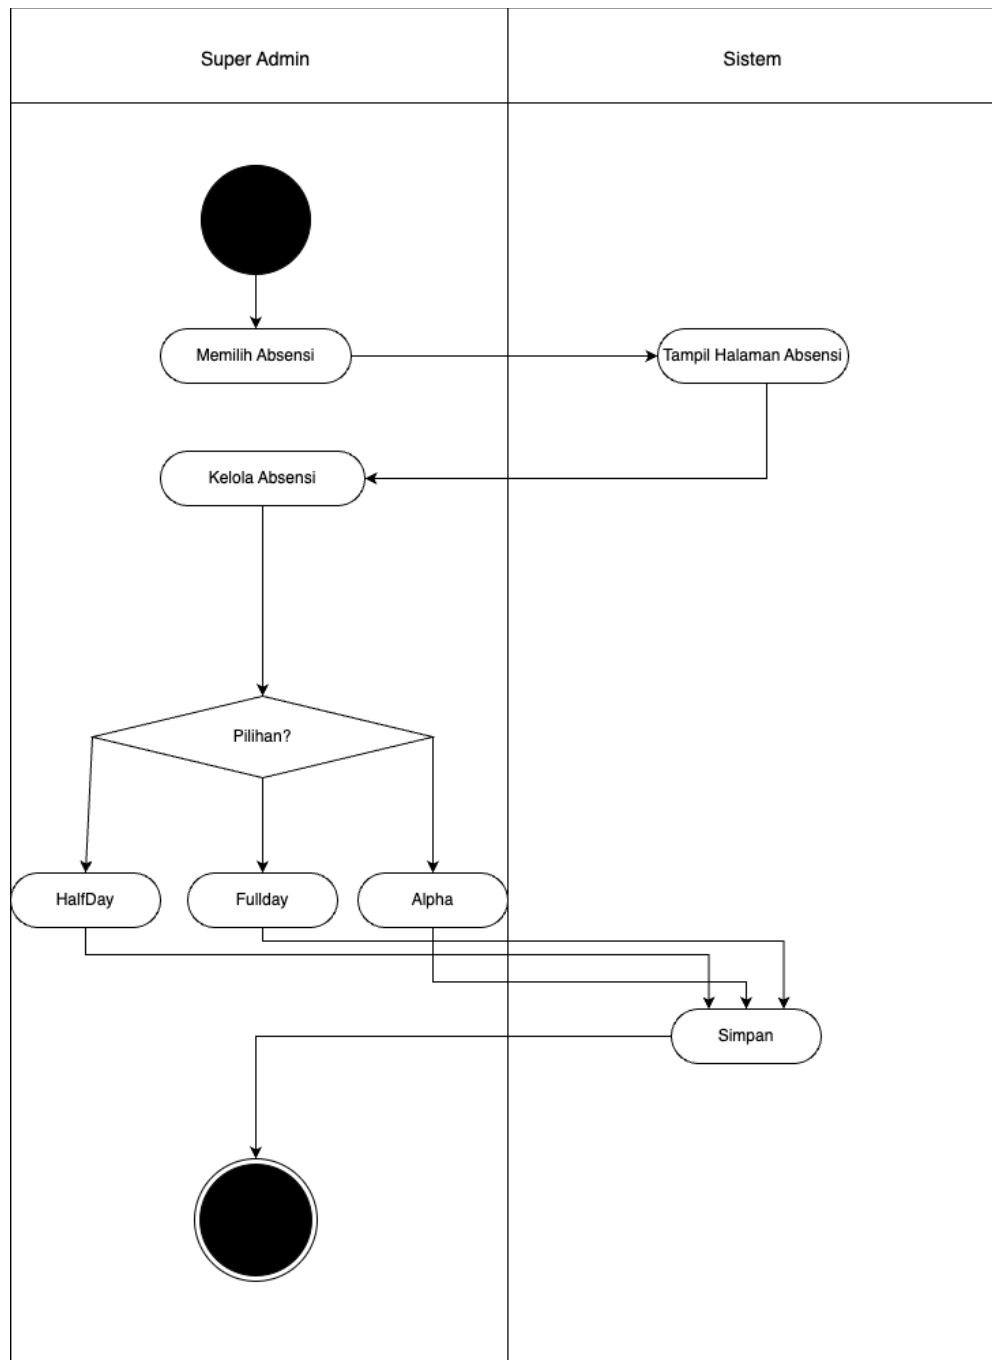 Super Admin
Sistem
Memilih Absensi
Tampil Halaman Absensi
Kelola Absensi
Pilihan?
HalfDay
Fullday
Alpha
Simpan